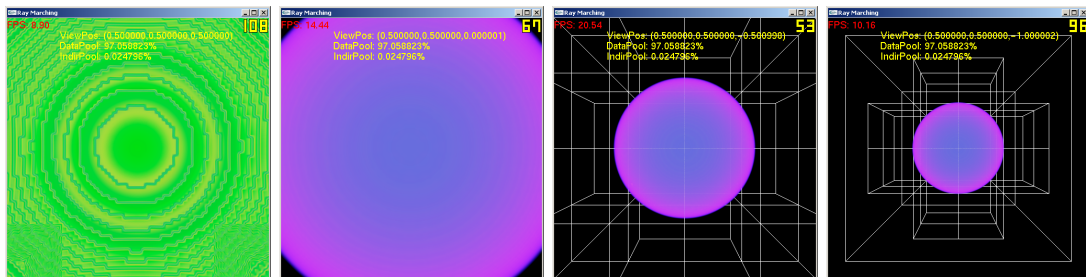 Ray Marching
FPS: 8.90
108
ViewPos: (0.500000,0.500000,0.500000)
DataPool: 97.058823%
IndirPool: 0.024796%
Ray Marching
FPS: 14.44
67
ViewPos: (0.500000,0.500000,0.000001)
DataPool: 97.058823%
IndirPool: 0.024796%
Ray Marching
FPS: 20.54
53
ViewPos: (0.500000,0.500000,-0.500998)
DataPool: 97.058823%
IndirPool: 0.024796%
Ray Marching
FPS: 10.16
96
ViewPos: (0.500000,0.500000,-1.000002)
DataPool: 97.058823%
IndirPool: 0.024796%